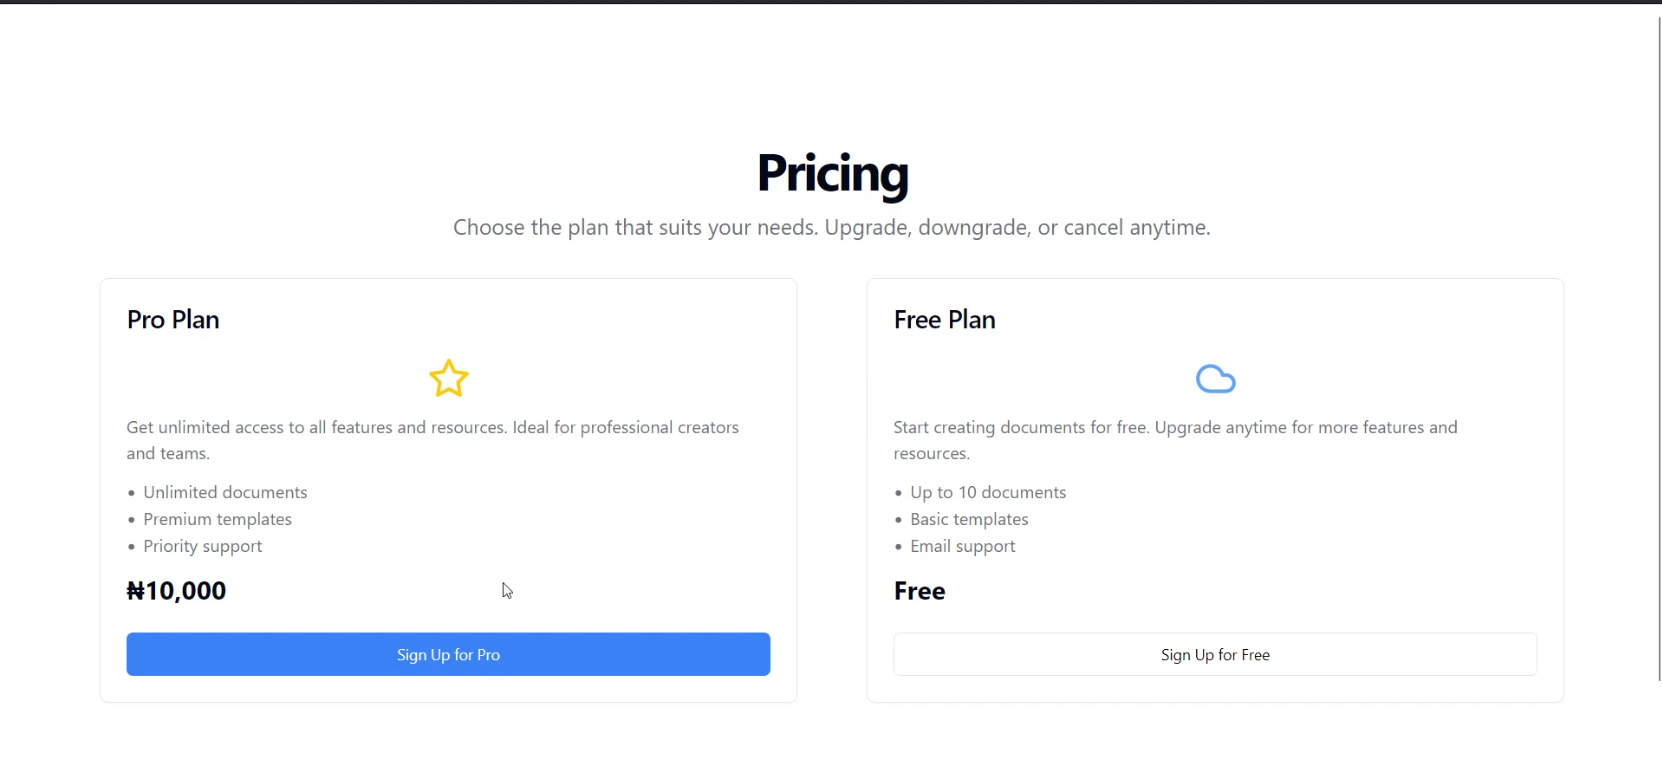 Pricing
Choose the plan that suits your needs. Upgrade, downgrade, or cancel anytime.
Pro Plan
Get unlimited access to all features and resources. Ideal for professional creators
and teams.
• Unlimited documents
• Premium templates
• Priority support
₦10,000
Sign Up for Pro
Free Plan
Start creating documents for free. Upgrade anytime for more features and
resources.
• Up to 10 documents
• Basic templates
• Email support
Free
Sign Up for Free